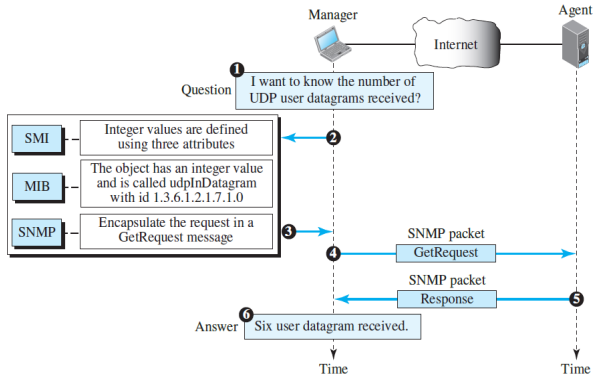 Manager
Agent
Internet
1
Question
I want to know the number of
UDP user datagrams received?
2
SMI
Integer values are defined
using three attributes
MIB
The object has an integer value
and is called udpInDatagram
with id 1.3.6.1.2.1.7.1.0
SNMP
Encapsulate the request in a
GetRequest message
3
SNMP packet
4
GetRequest
SNMP packet
Response
5
6
Answer
Six user datagram received.
Time
Time